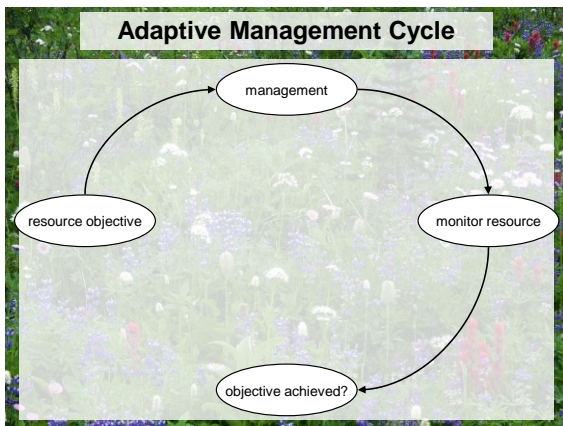 Adaptive Management Cycle
management
resource objective
monitor resource
objective achieved?